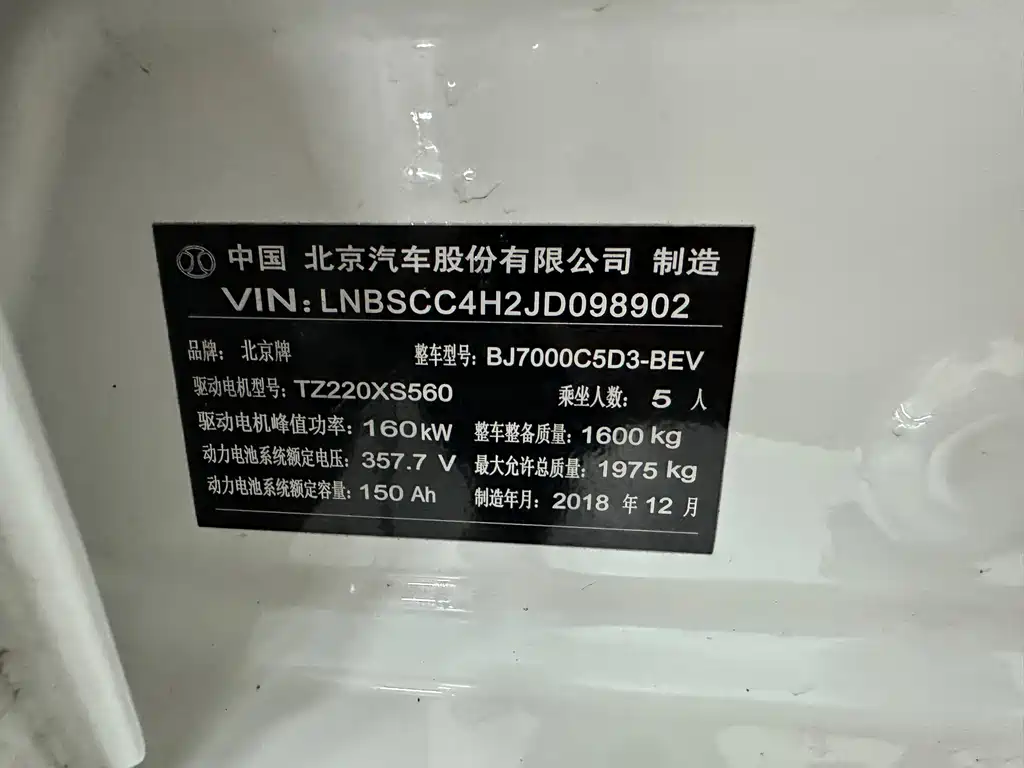 中国 北京汽车股份有限公司 制造
VIN: LNBSCC4H2JD098902
品牌: 北京牌 整车型号: BJ7000C5D3-BEV
驱动电机型号: TZ220XS560 乘坐人数: 5 人
驱动电机峰值功率: 160kW 整车整备质量: 1600 kg
动力电池系统额定电压: 357.7 V 最大允许总质量: 1975 kg
动力电池系统额定容量: 150 Ah 制造年月: 2018 年 12 月